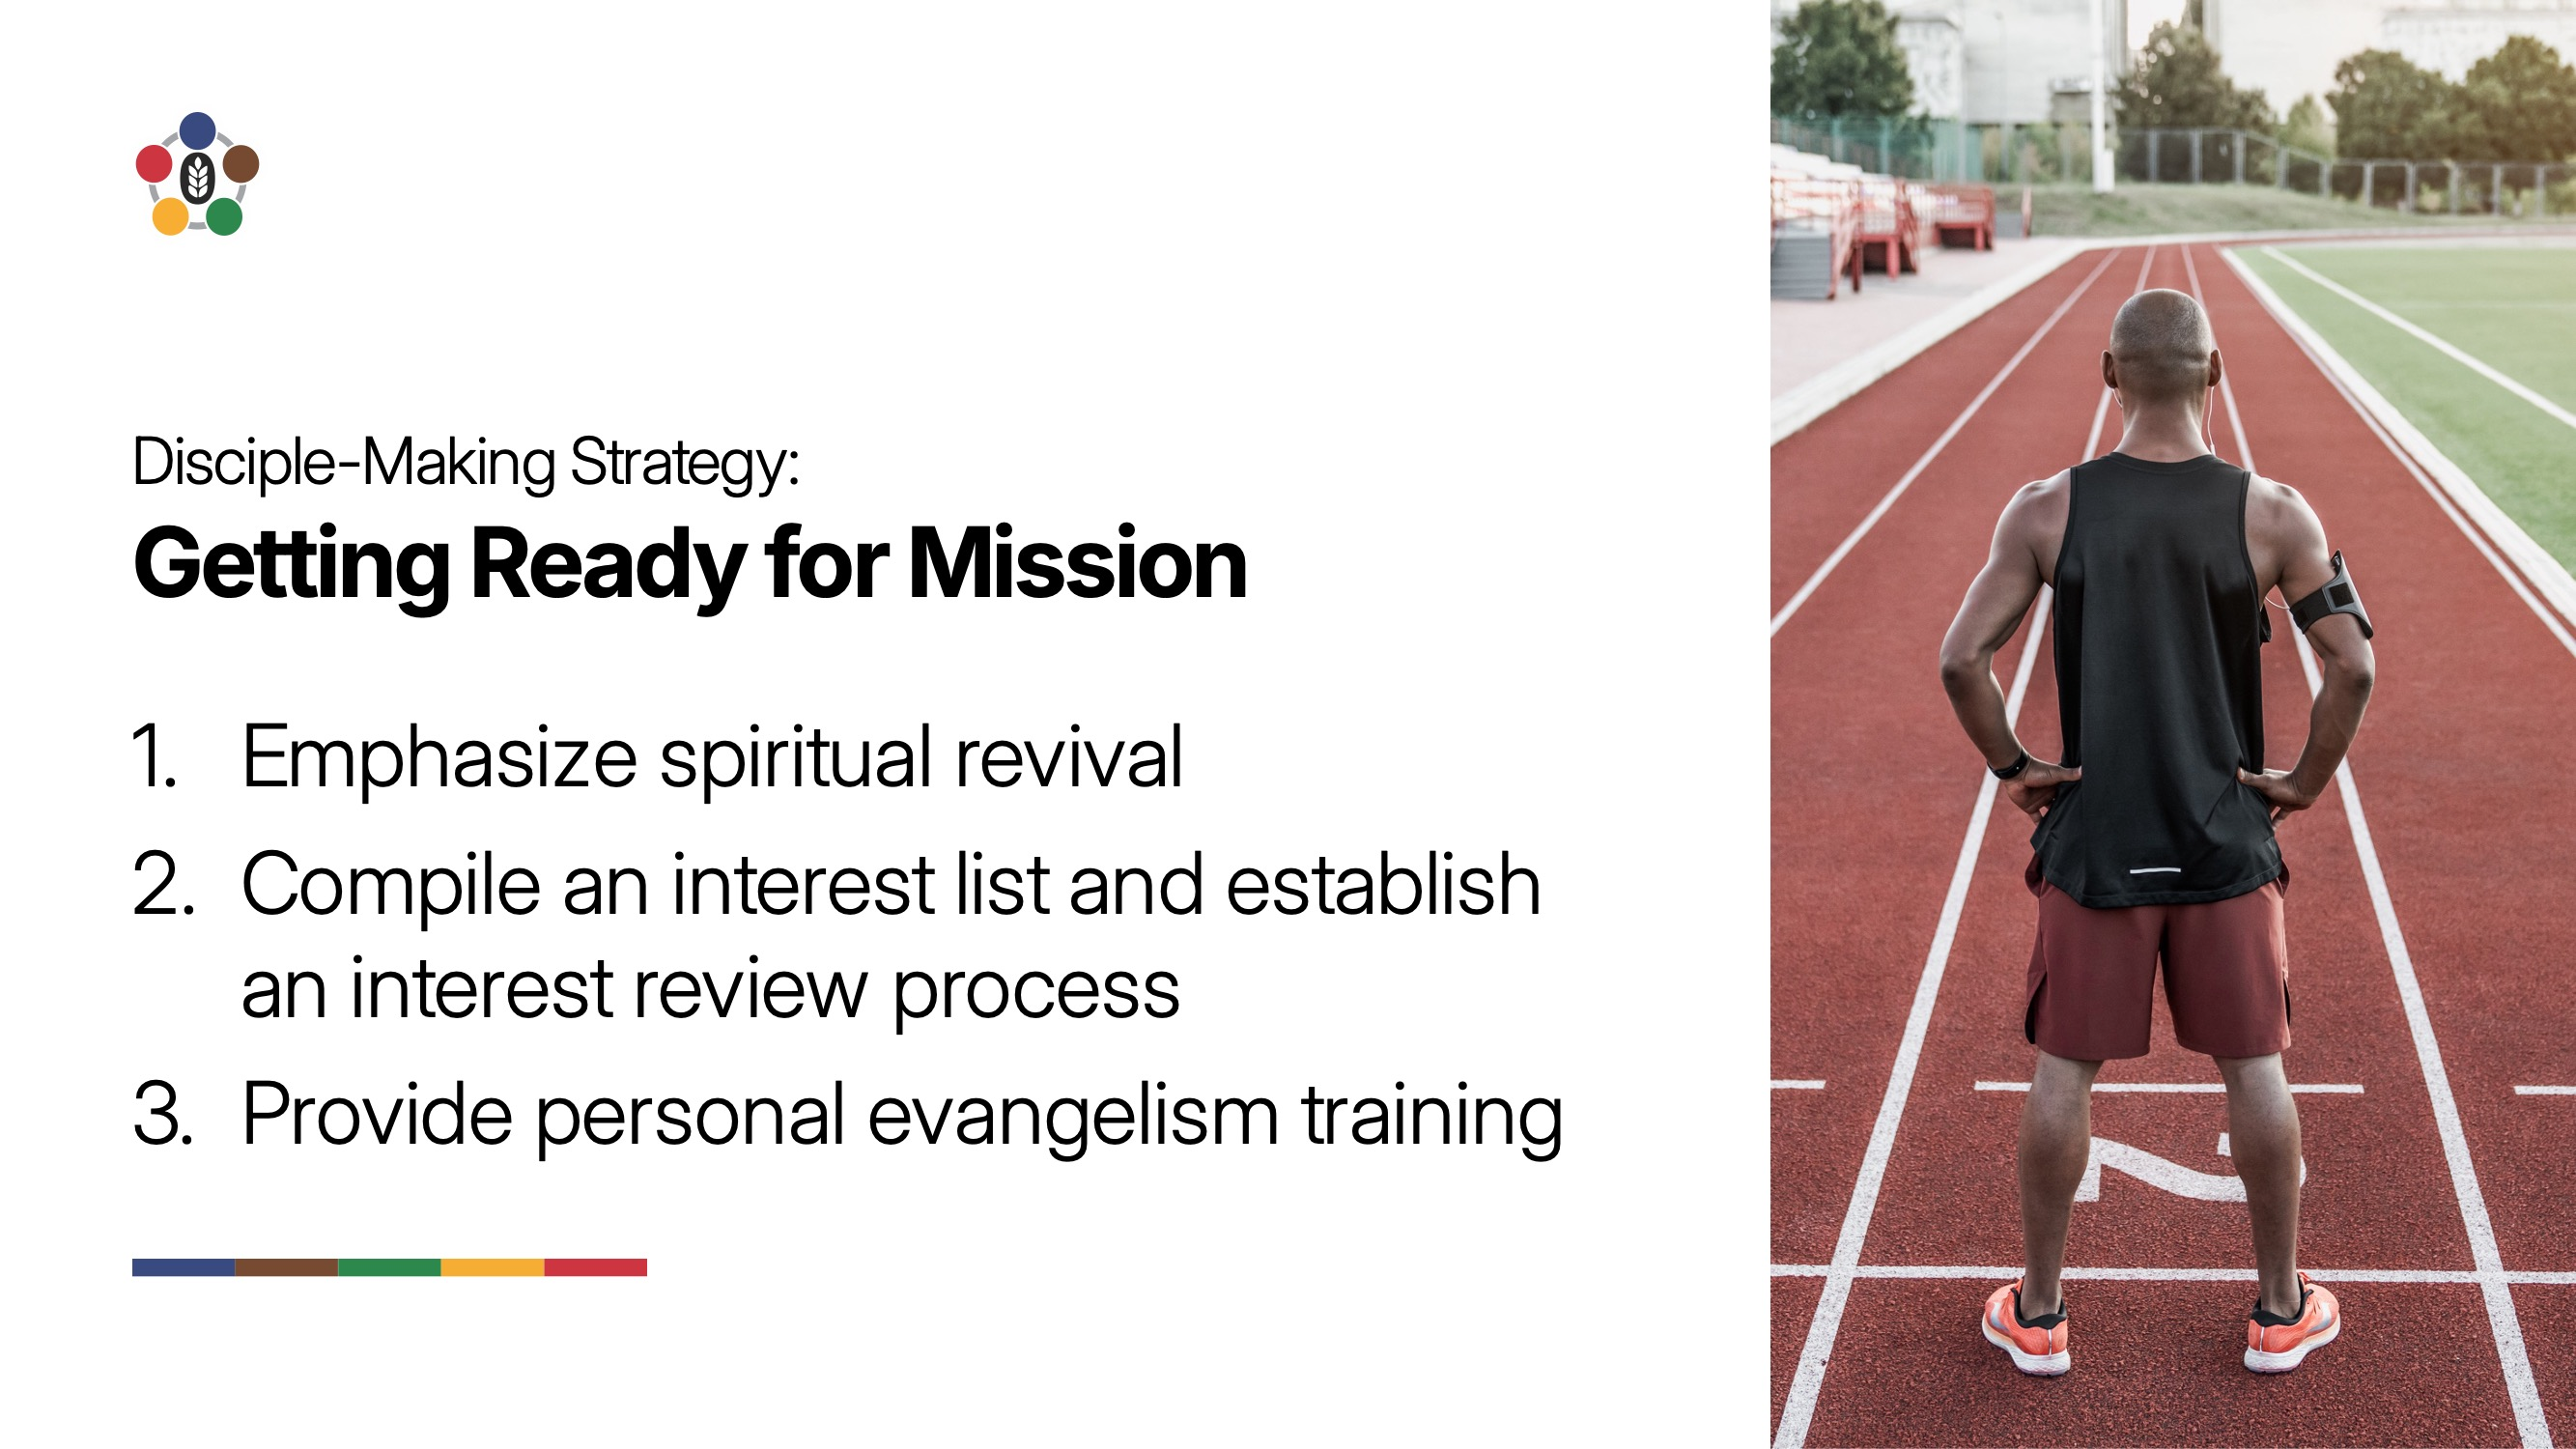 Disciple-Making Strategy:
Getting Ready for Mission
1. Emphasize spiritual revival
2. Compile an interest list and establish
an interest review process
3. Provide personal evangelism training
2